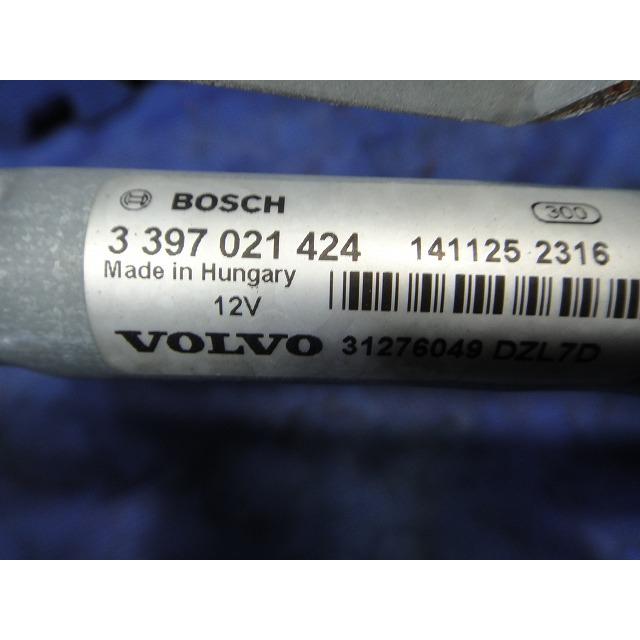 BOSCH 300
3 397 021 424 141125 2316
Made in Hungary
12V
VOLVO 31276049 DZL7D